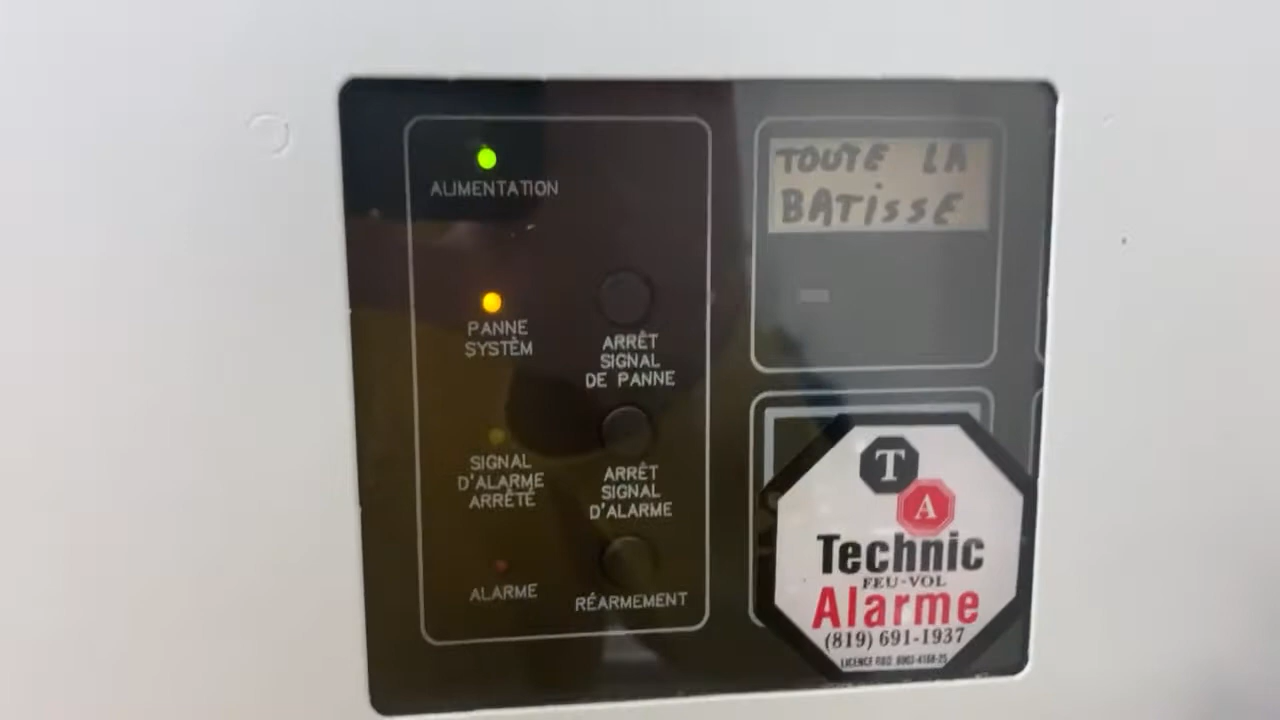 ALIMENTATION
PANNE
SYSTÈM
ARRÊT
SIGNAL
DE PANNE
SIGNAL
D'ALARME
ARRÊTÉ
ARRÊT
SIGNAL
D'ALARME
ALARME
RÉARMEMENT
TOUTE LA
BATiSSE
T
A
Technic
FEU-VOL
Alarme
(819) 691-1937
LICENCE